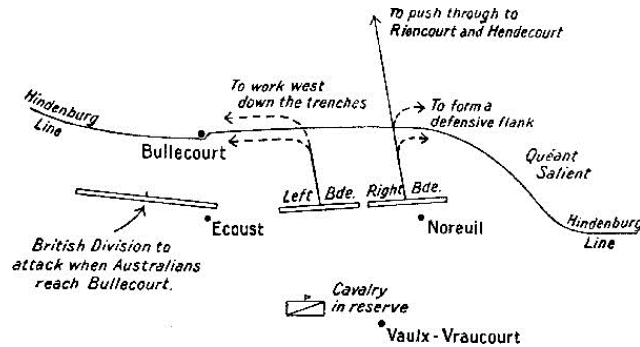 To push through to
Riencourt and Hendecourt
To work west
down the trenches
To form a
defensive flank
Hindenburg
Line
Bullecourt
Quéant
Salient
Left Bde.
Right Bde.
Ecoust
Noreuil
Hindenburg
Line
British Division to
attack when Australians
reach Bullecourt.
Cavalry
in reserve
Vaulx-Vraucourt